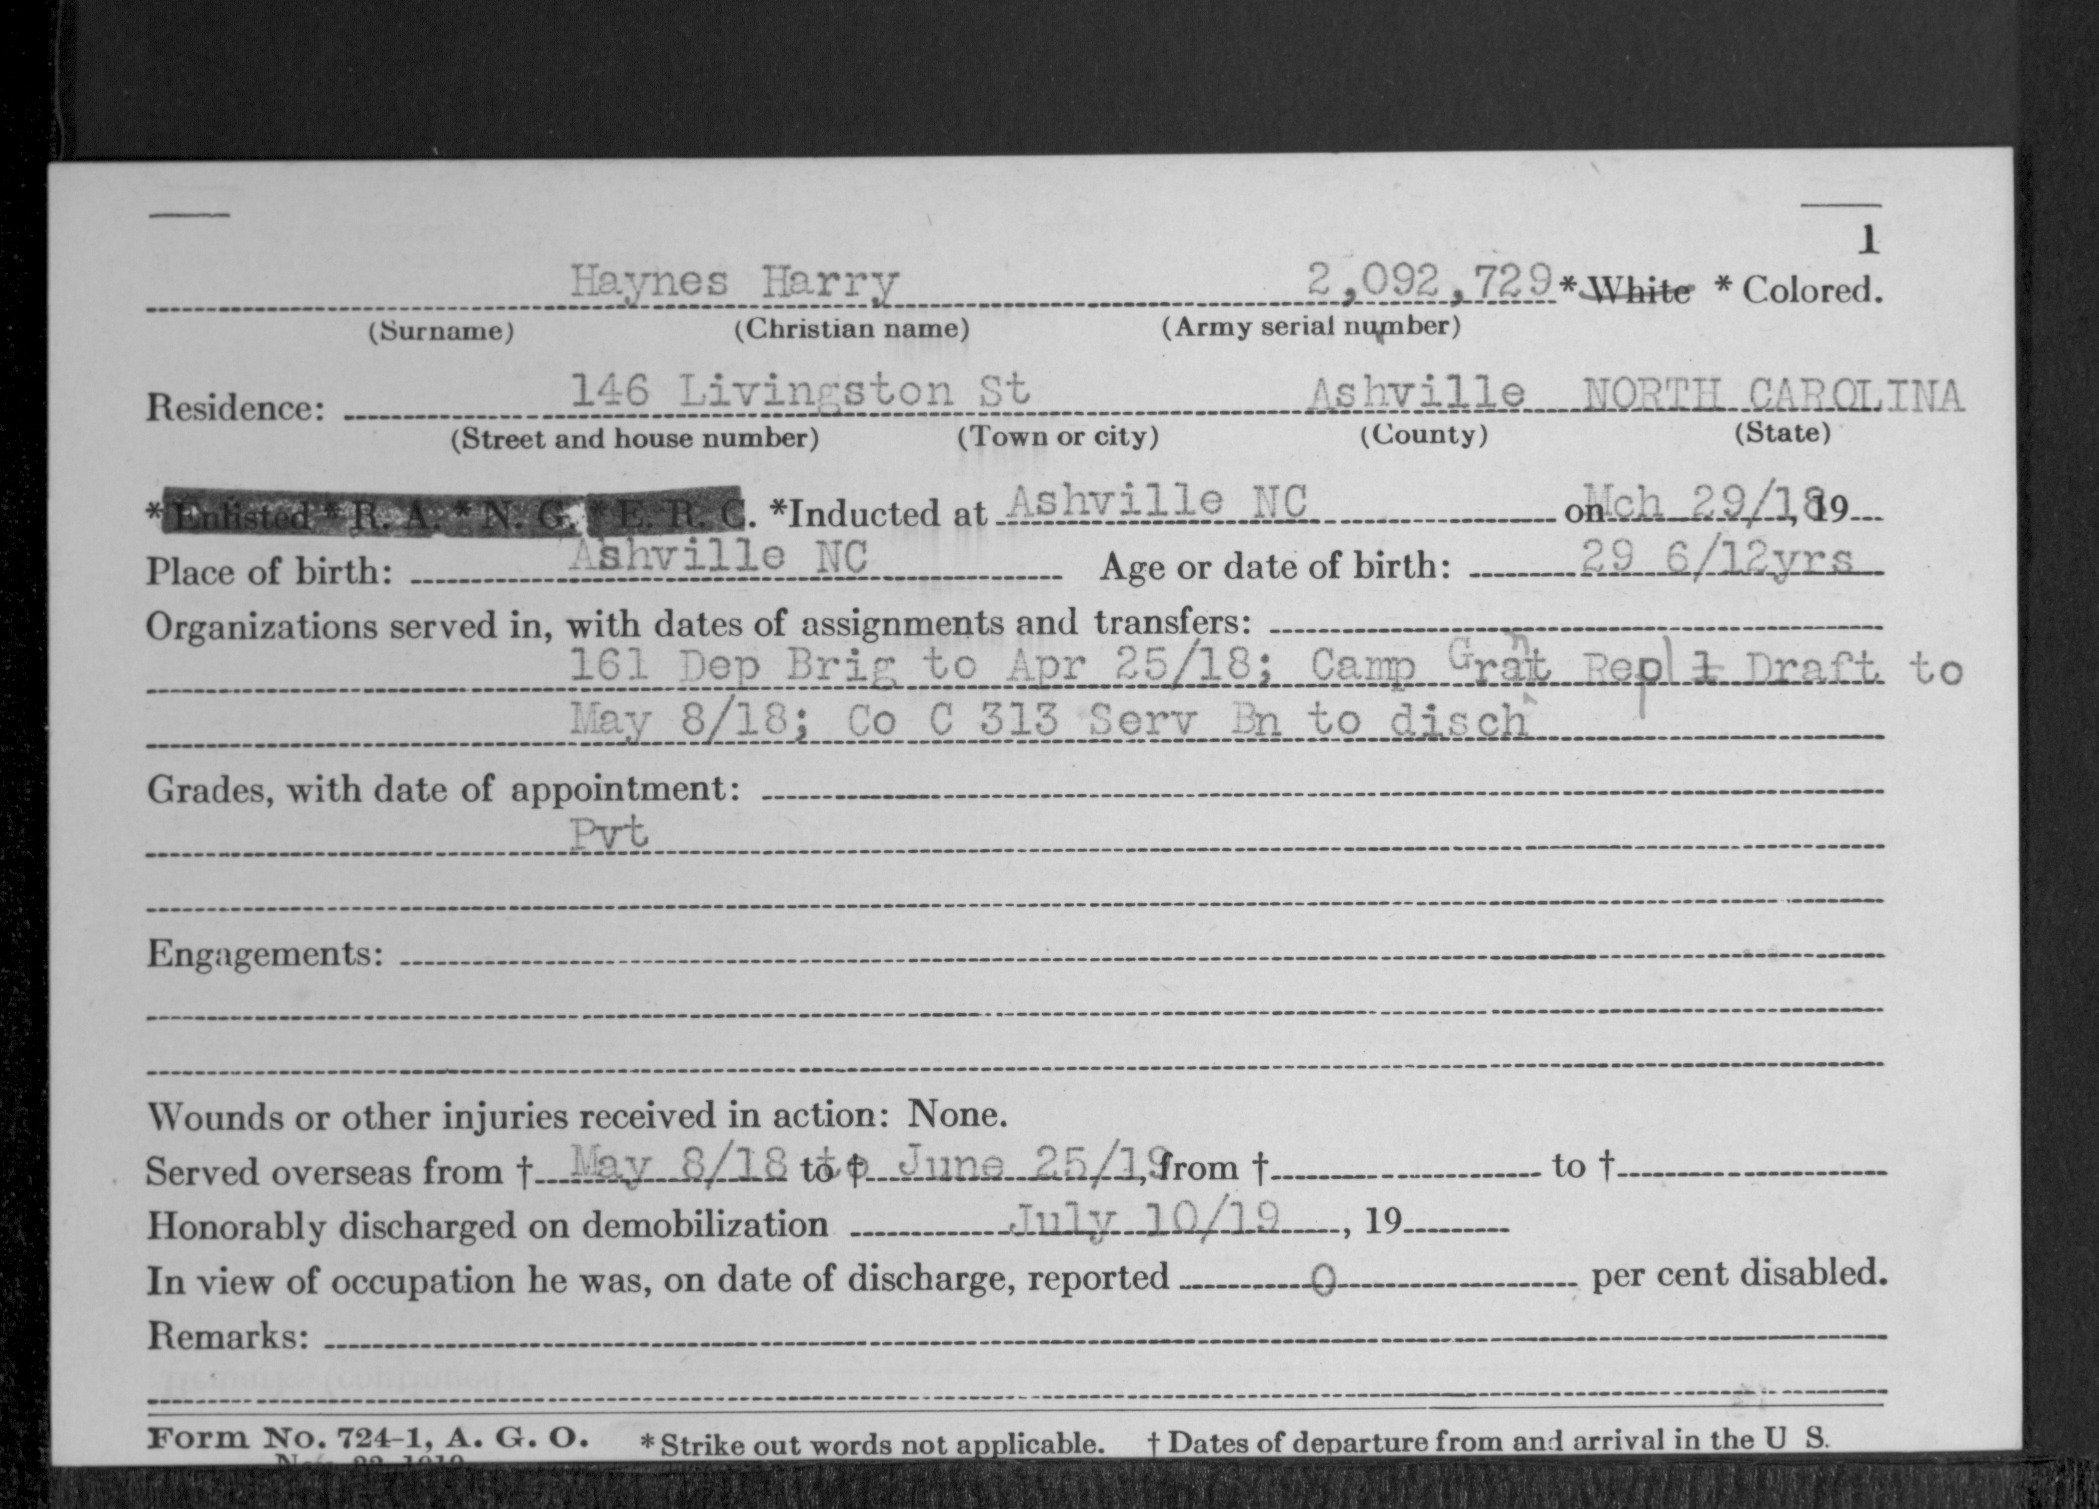 1
Haynes Harry 2,092,729 * White * Colored.
(Surname) (Christian name) (Army serial number)
Residence: 146 Livingston St Ashville NORTH CAROLINA
(Street and house number) (Town or city) (County) (State)
* Enlisted * R. A. * N. G. * E. R. C. *Inducted at Ashville NC on Mch 29/18, 19
Place of birth: Ashville NC Age or date of birth: 29 6/12yrs
Organizations served in, with dates of assignments and transfers:
161 Dep Brig to Apr 25/18; Camp Grant Repl 1 Draft to
May 8/18; Co C 313 Serv Bn to disch
Grades, with date of appointment:
Pvt
Engagements:
Wounds or other injuries received in action: None.
Served overseas from † May 8/18 to † to June 25/19, from † to †
Honorably discharged on demobilization July 10/19, 19
In view of occupation he was, on date of discharge, reported 0 per cent disabled.
Remarks:
Form No. 724-1, A. G. O. * Strike out words not applicable. † Dates of departure from and arrival in the U S.